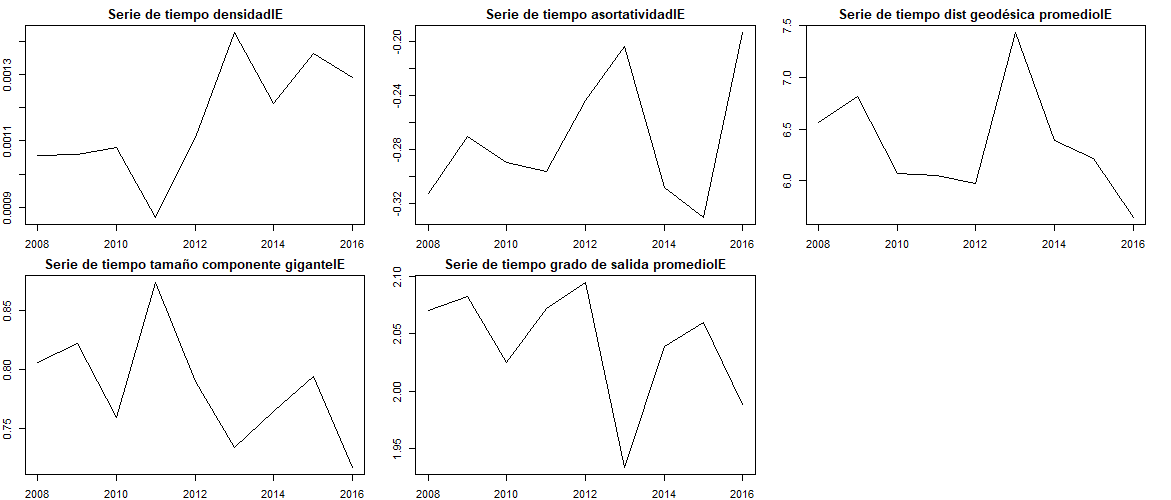 Serie de tiempo densidadIE
0.0013
0.0011
0.0009
2008 2010 2012 2014 2016
Serie de tiempo asortatividadIE
-0.20
-0.24
-0.28
-0.32
2008 2010 2012 2014 2016
Serie de tiempo dist geodésica promedioIE
7.5
7.0
6.5
6.0
2008 2010 2012 2014 2016
Serie de tiempo tamaño componente giganteIE
0.85
0.80
0.75
2008 2010 2012 2014 2016
Serie de tiempo grado de salida promedioIE
2.10
2.05
2.00
1.95
2008 2010 2012 2014 2016